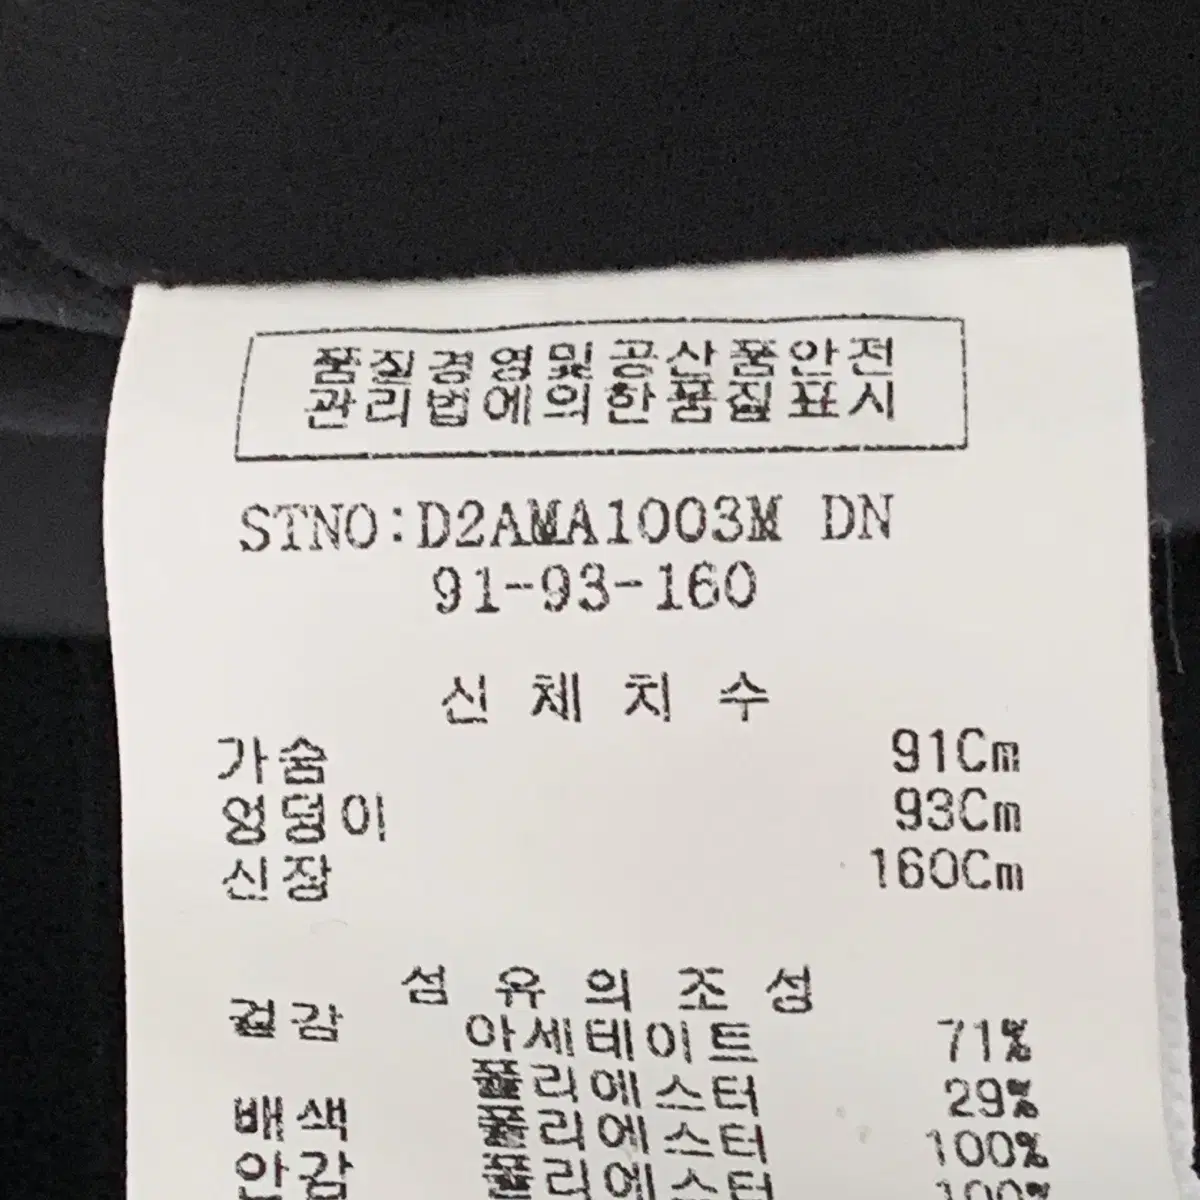 품질경영및공산품안전
관리법에의한품질표시
STNO:D2AMA1003M DN
91-93-160
신 체 치 수
가슴 91Cm
엉덩이 93Cm
신장 160Cm
섬 유 의 조 성
겉감 아세테이트 71%
폴리에스터 29%
배색 폴리에스터 100%
안감 폴리에스터 100%